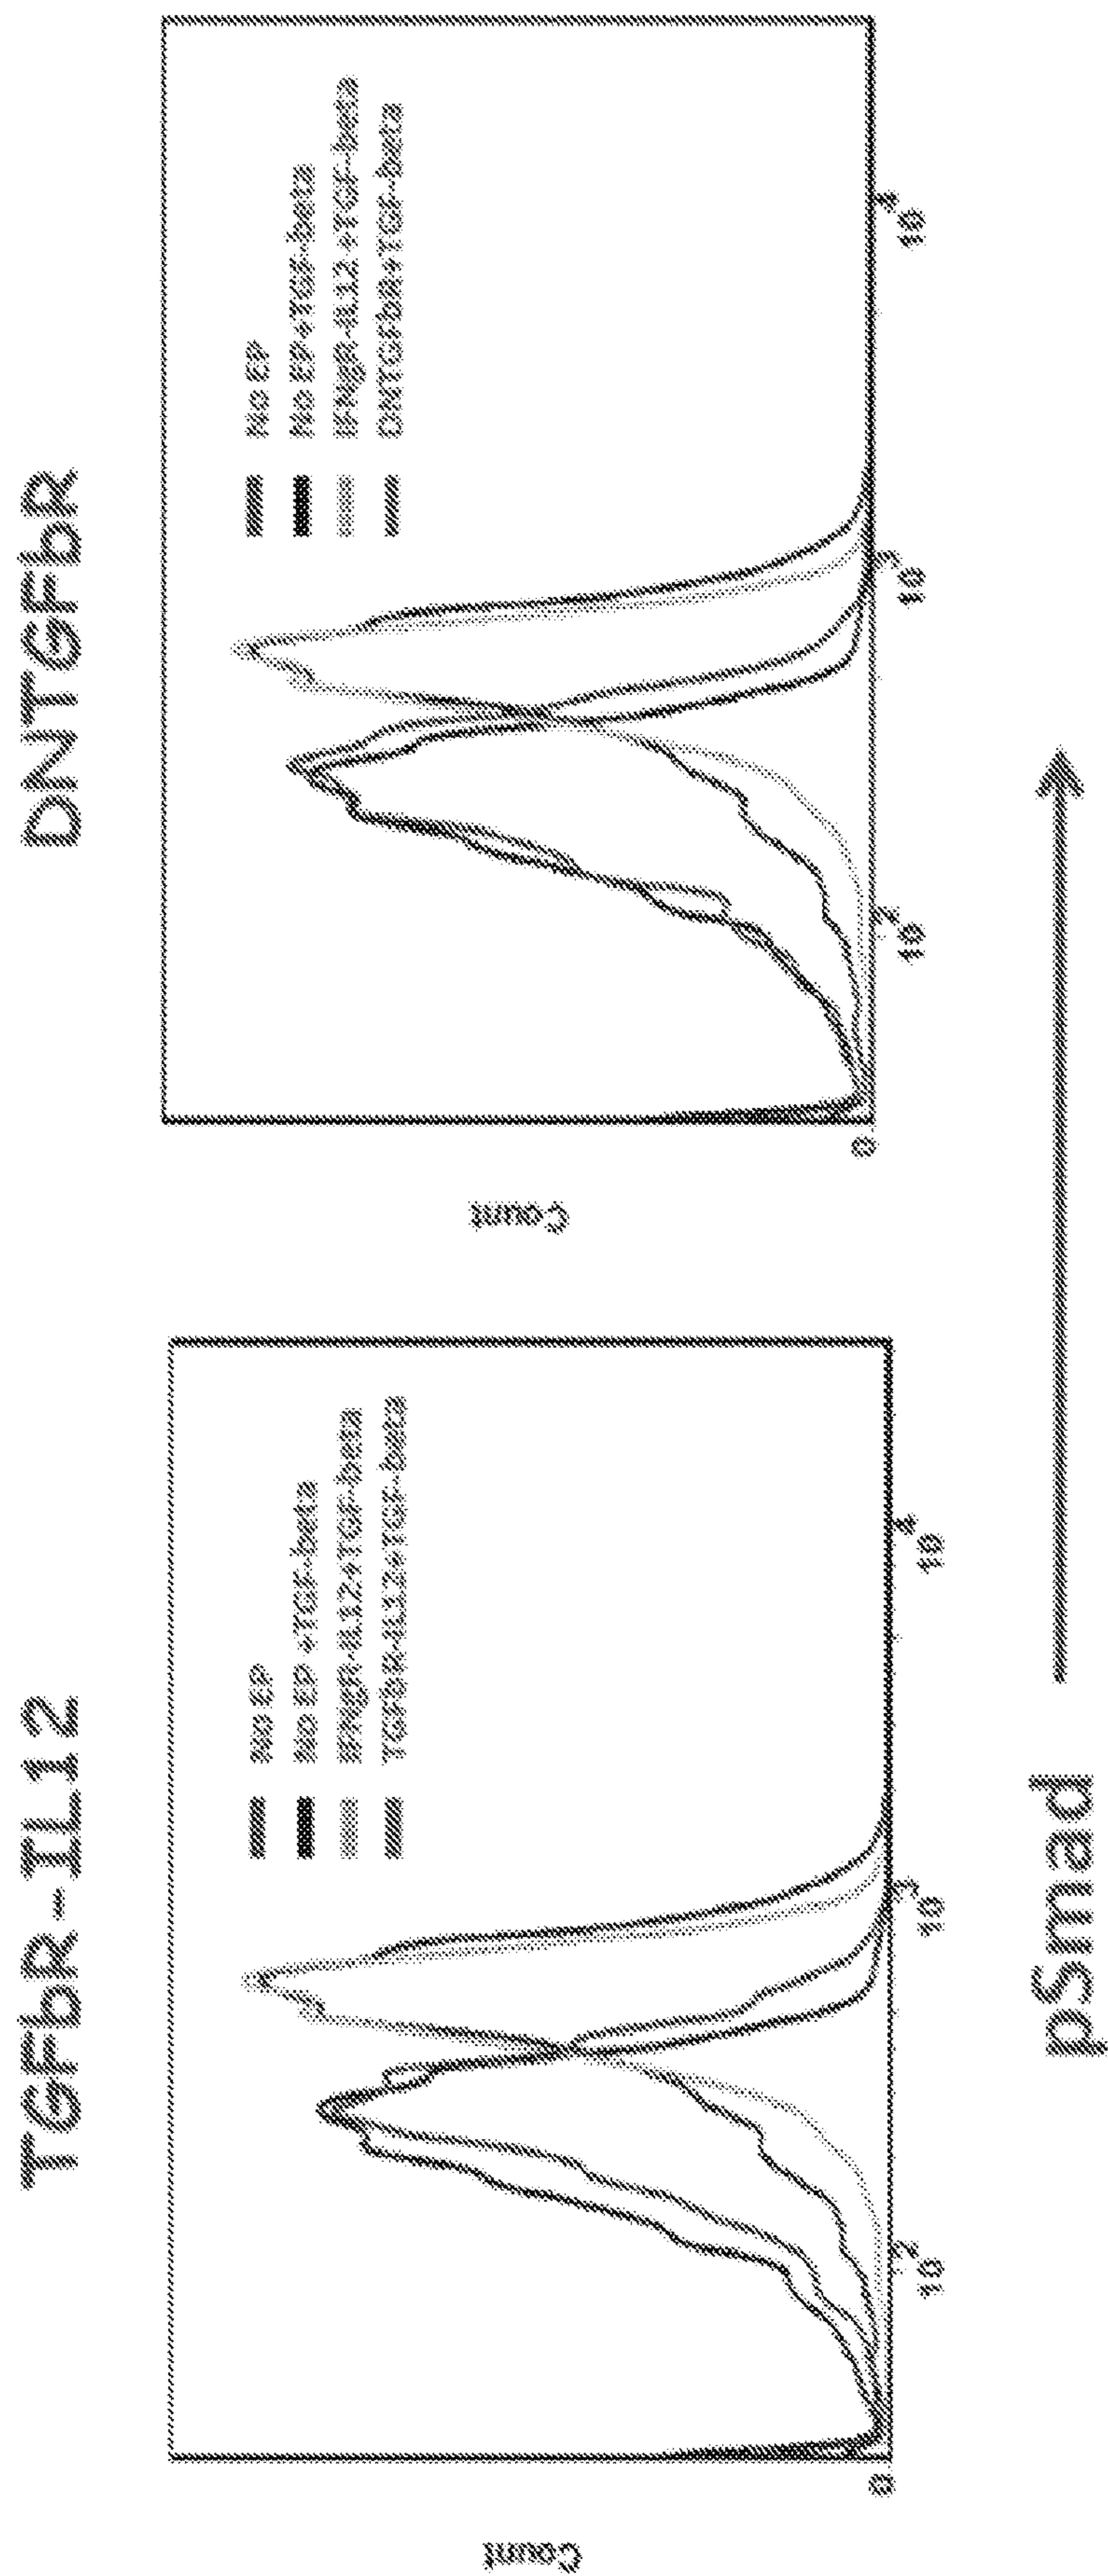 TGFbR-IL12
Count
No EP
No EP +TGF-beta
IFNgR-IL12+TGF-beta
TGFbR-IL12+TGF-beta
0
10 2
10 3
10 4
DNTGFbR
Count
No EP
No EP+TGF-beta
IFNgR-IL12+TGF-beta
DNTGFbR+TGF-beta
0
10 2
10 3
10 4
pSmad